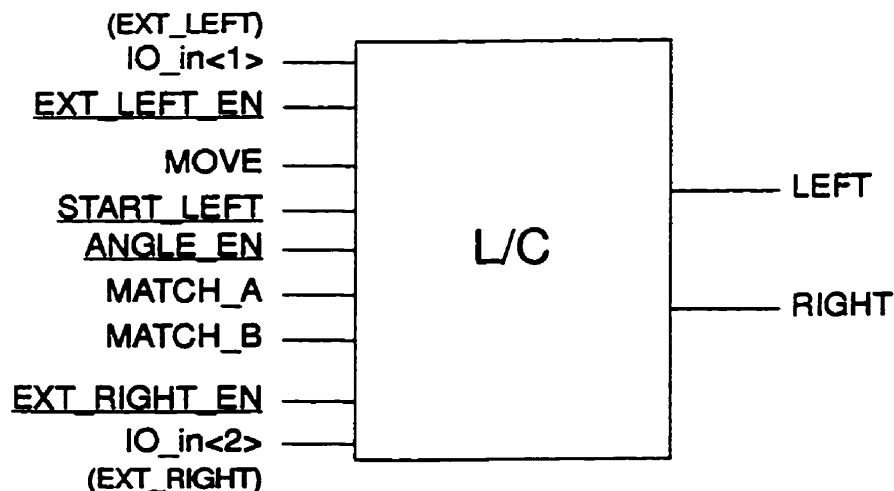 (EXT_LEFT)
IO_in<1>
EXT_LEFT_EN
MOVE
START_LEFT
ANGLE_EN
MATCH_A
MATCH_B
EXT_RIGHT_EN
IO_in<2>
(EXT_RIGHT)
L/C
LEFT
RIGHT